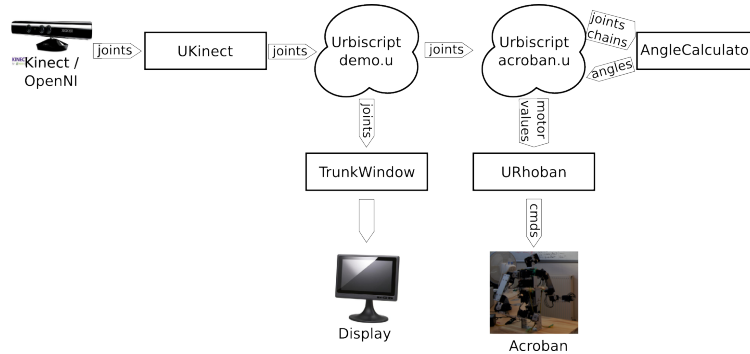 joints
UKinect
joints
Urbiscript
demo.u
joints
Urbiscript
acroban.u
joints
chains
angles
AngleCalculato
KINECT
Kinect /
OpenNI
joints
motor
values
TrunkWindow
URhoban
cmds
Display
Acroban